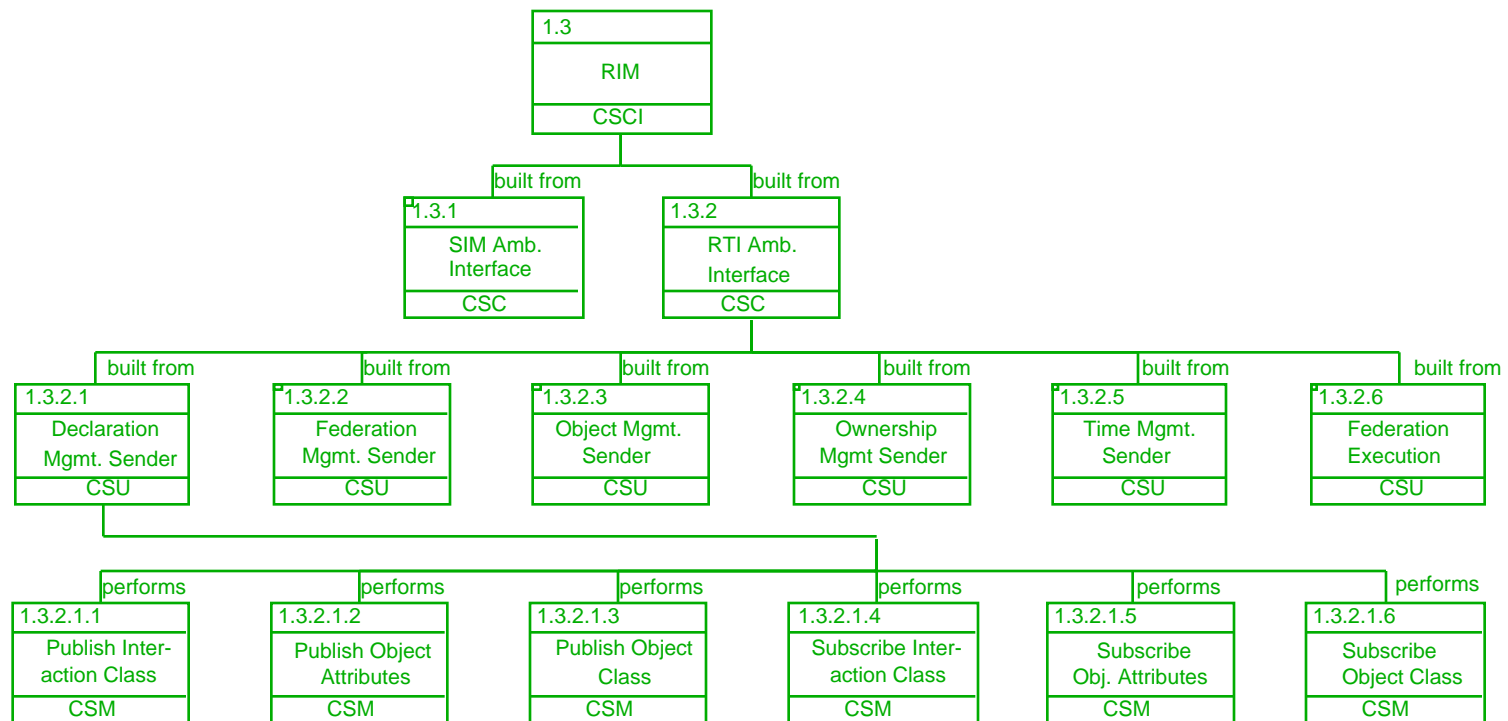 1.3
RIM
CSCI
built from
built from
1.3.1
SIM Amb.
Interface
CSC
1.3.2
RTI Amb.
Interface
CSC
built from
built from
built from
built from
built from
built from
1.3.2.1
Declaration
Mgmt. Sender
CSU
1.3.2.2
Federation
Mgmt. Sender
CSU
1.3.2.3
Object Mgmt.
Sender
CSU
1.3.2.4
Ownership
Mgmt Sender
CSU
1.3.2.5
Time Mgmt.
Sender
CSU
1.3.2.6
Federation
Execution
CSU
performs
performs
performs
performs
performs
performs
1.3.2.1.1
Publish Inter-
action Class
CSM
1.3.2.1.2
Publish Object
Attributes
CSM
1.3.2.1.3
Publish Object
Class
CSM
1.3.2.1.4
Subscribe Inter-
action Class
CSM
1.3.2.1.5
Subscribe
Obj. Attributes
CSM
1.3.2.1.6
Subscribe
Object Class
CSM